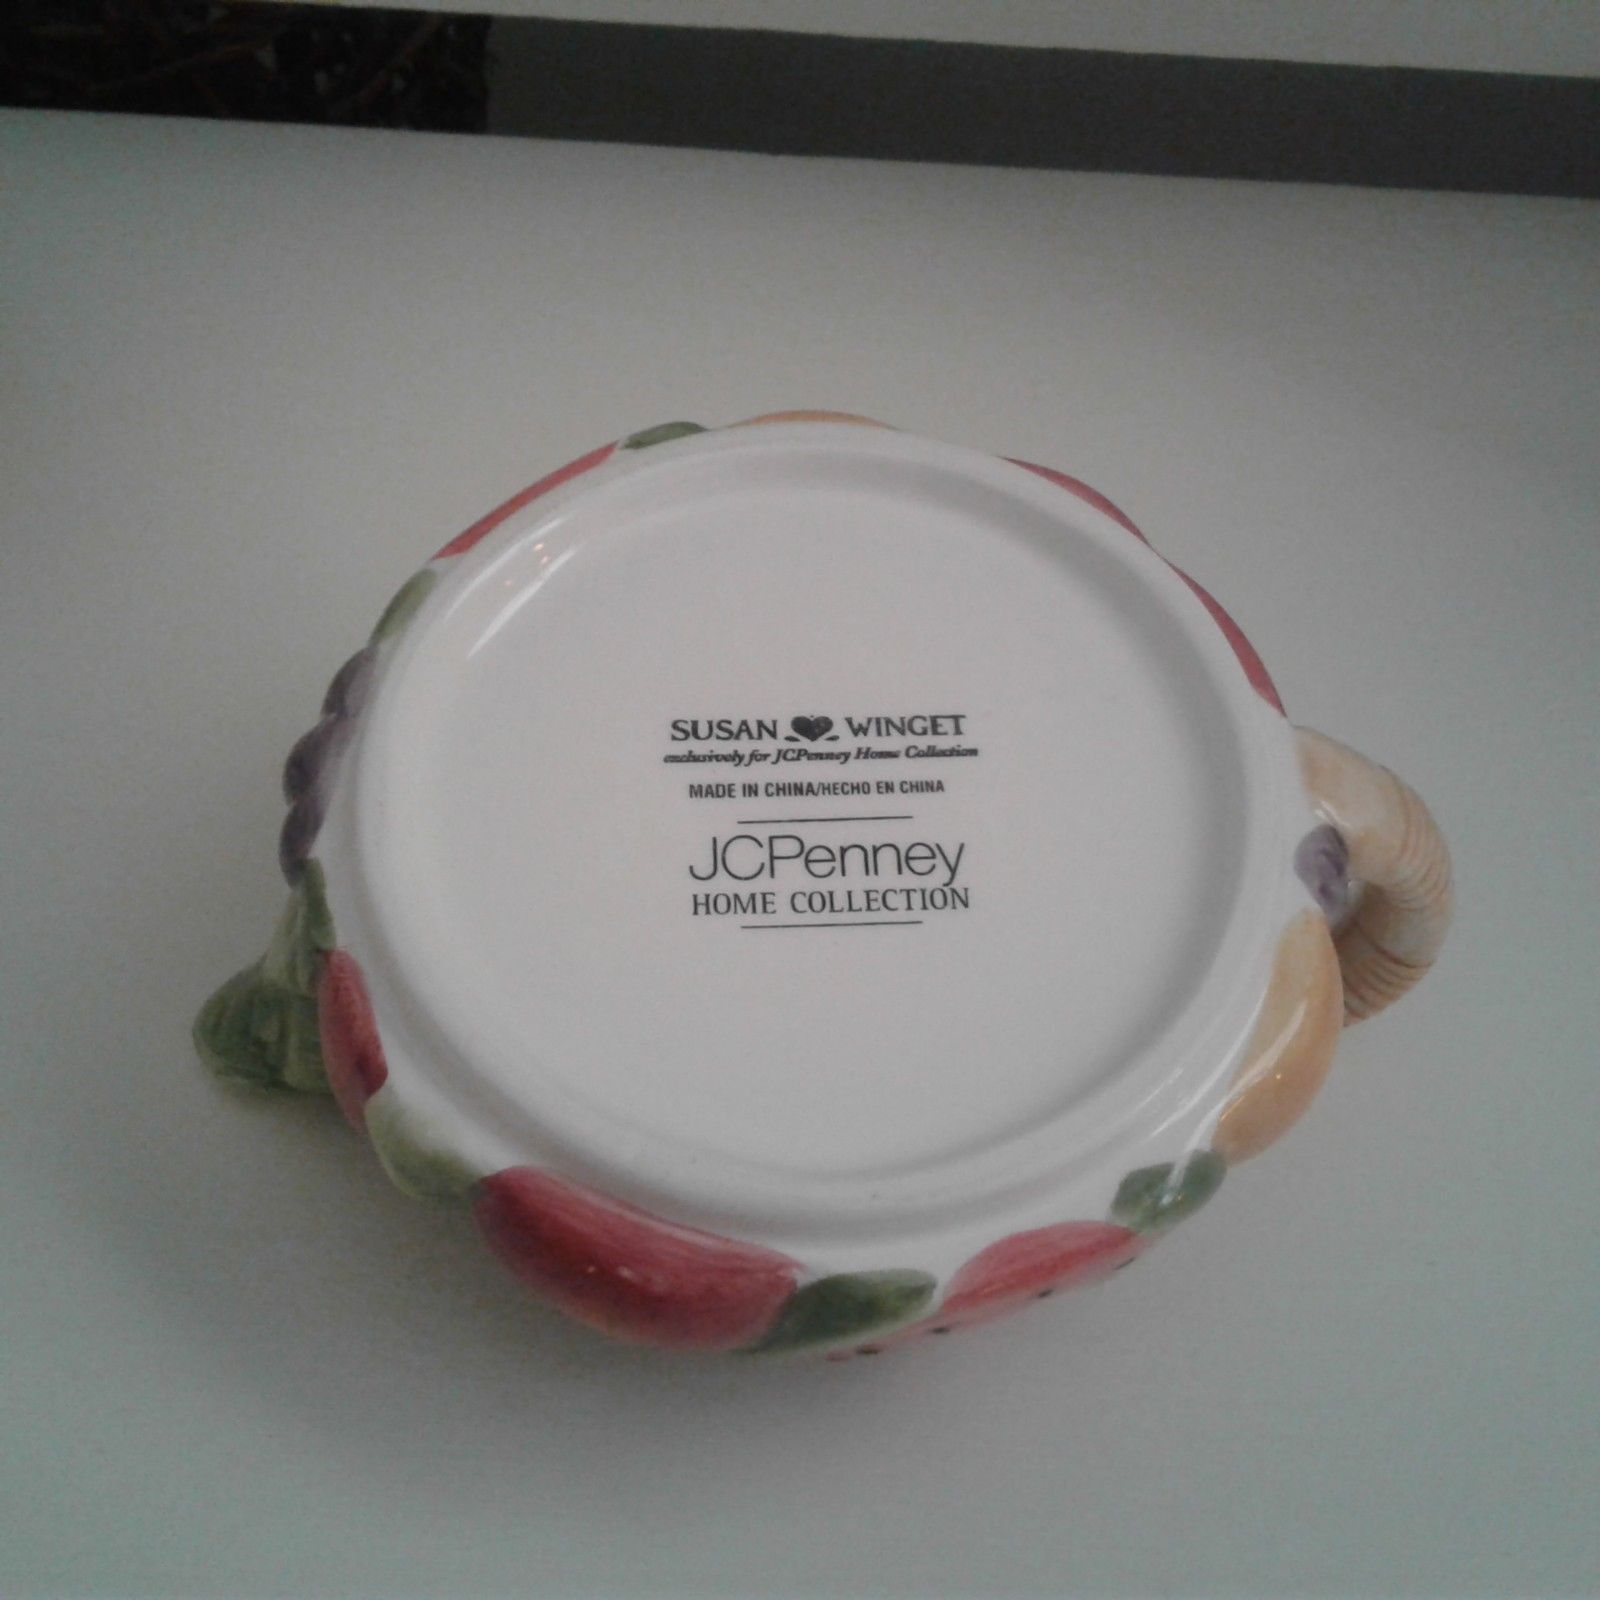 SUSAN WINGET
exclusively for JCPenney Home Collection
MADE IN CHINA/HECHO EN CHINA
JCPenney
HOME COLLECTION